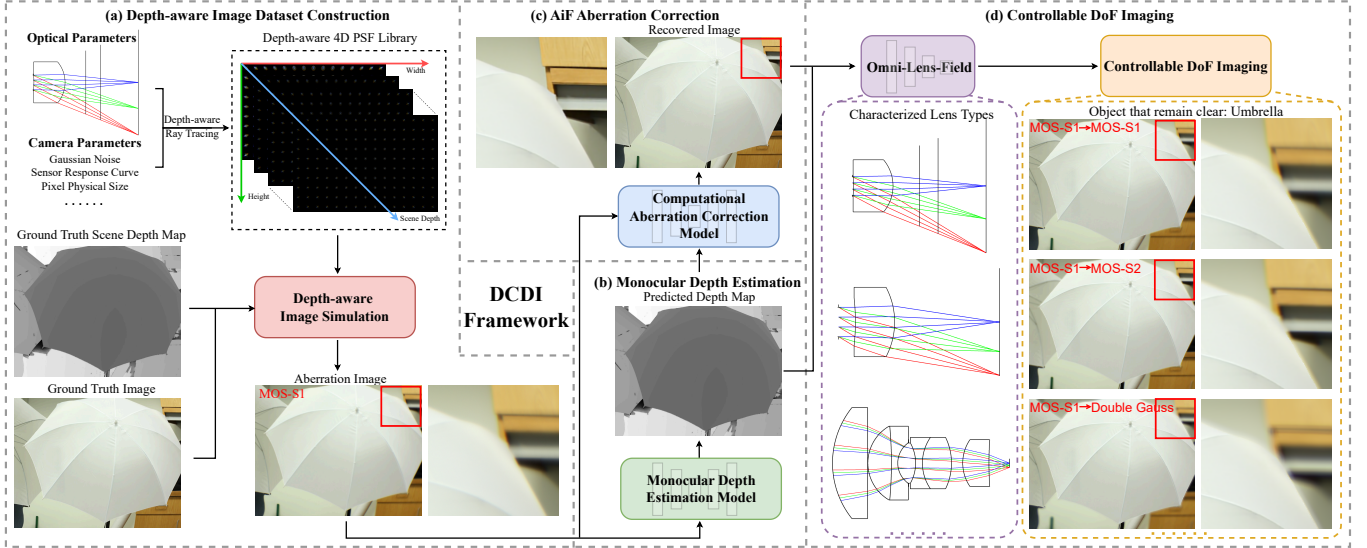 (a) Depth-aware Image Dataset Construction
Optical Parameters
Camera Parameters
Gaussian Noise
Sensor Response Curve
Pixel Physical Size
......
Depth-aware
Ray Tracing
Depth-aware 4D PSF Library
Width
Height
Scene Depth
Ground Truth Scene Depth Map
Depth-aware
Image Simulation
Ground Truth Image
Aberration Image
MOS-S1
DCDI
Framework
(b) Monocular Depth Estimation
Predicted Depth Map
Monocular Depth
Estimation Model
(c) AiF Aberration Correction
Recovered Image
Computational
Aberration Correction
Model
(d) Controllable DoF Imaging
Omni-Lens-Field
Controllable DoF Imaging
Characterized Lens Types
......
Object that remain clear: Umbrella
MOS-S1→MOS-S1
MOS-S1→MOS-S2
MOS-S1→Double Gauss
......